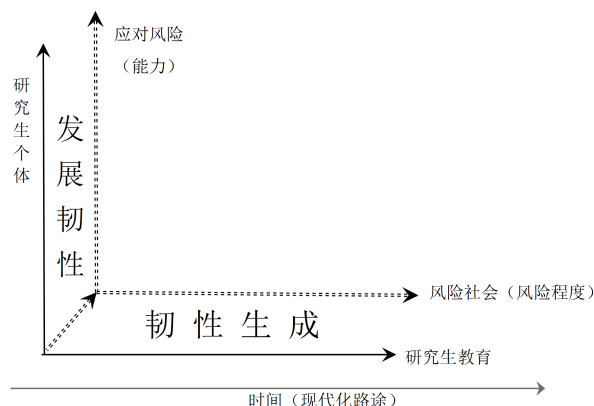 应对风险
（能力）
研究生个体
发展韧性
风险社会（风险程度）
韧性生成
研究生教育
时间（现代化路途）